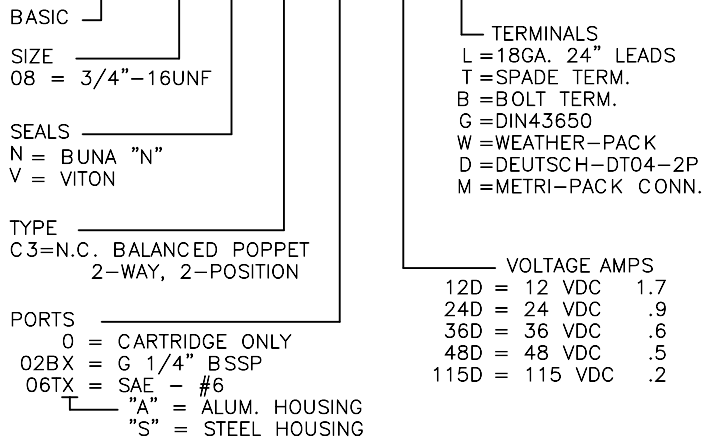 BASIC
SIZE
08 = 3/4"-16UNF
SEALS
N = BUNA "N"
V = VITON
TYPE
C3=N.C. BALANCED POPPET
2-WAY, 2-POSITION
PORTS
0 = CARTRIDGE ONLY
02BX = G 1/4" BSSP
06TX = SAE - #6
"A" = ALUM. HOUSING
"S" = STEEL HOUSING
TERMINALS
L =18GA. 24" LEADS
T =SPADE TERM.
B =BOLT TERM.
G =DIN43650
W =WEATHER-PACK
D =DEUTSCH-DT04-2P
M =METRI-PACK CONN.
VOLTAGE AMPS
12D = 12 VDC 1.7
24D = 24 VDC .9
36D = 36 VDC .6
48D = 48 VDC .5
115D = 115 VDC .2